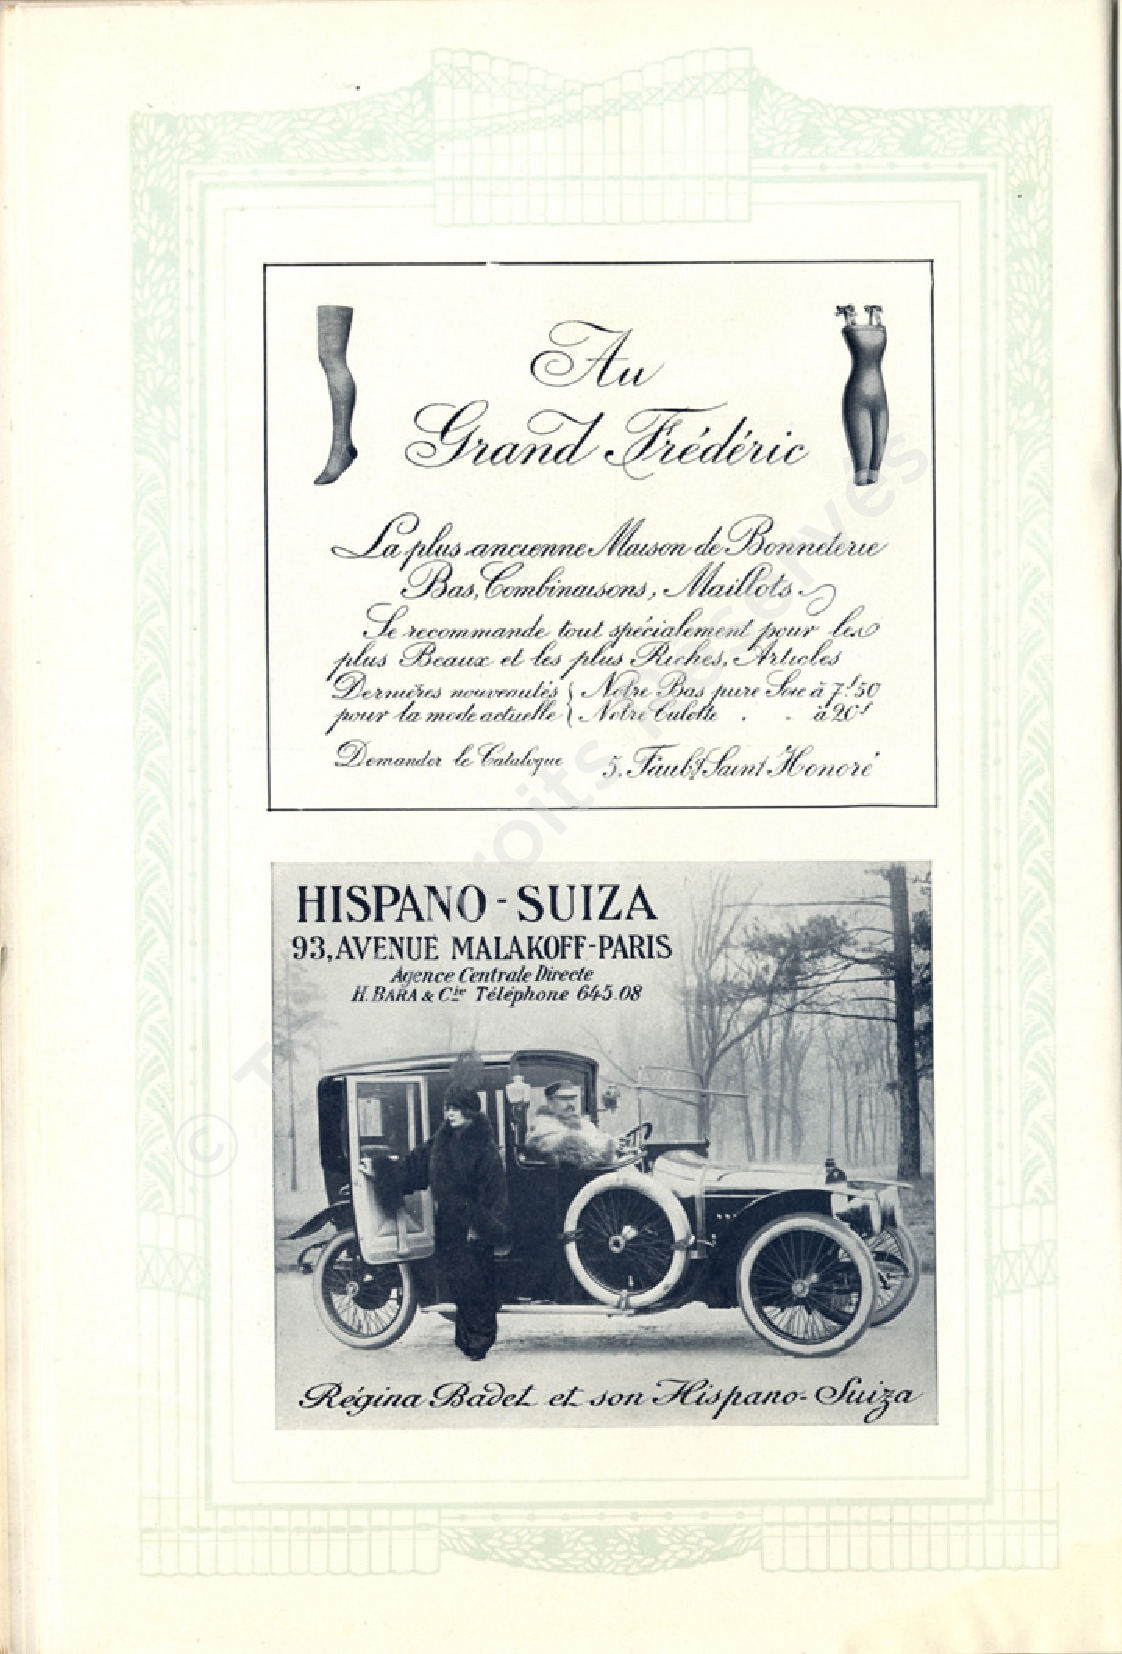 Au
Grand Frédéric
La plus ancienne Maison de Bonneterie
Bas, Combinaisons, Maillots
Se recommande tout spécialement pour les
plus Beaux et les plus Riches, Articles
Dernières nouveautés { Notre Bas pure Soie à 7f50
pour la mode actuelle { Notre Culotte . . à 20f
Demander le Catalogue 5, Faubg Saint Honoré
HISPANO-SUIZA
93, AVENUE MALAKOFF-PARIS
Agence Centrale Directe
H. BARA & Cie Téléphone 645.08
Régina Badet et son Hispano-Suiza
© droits réservés